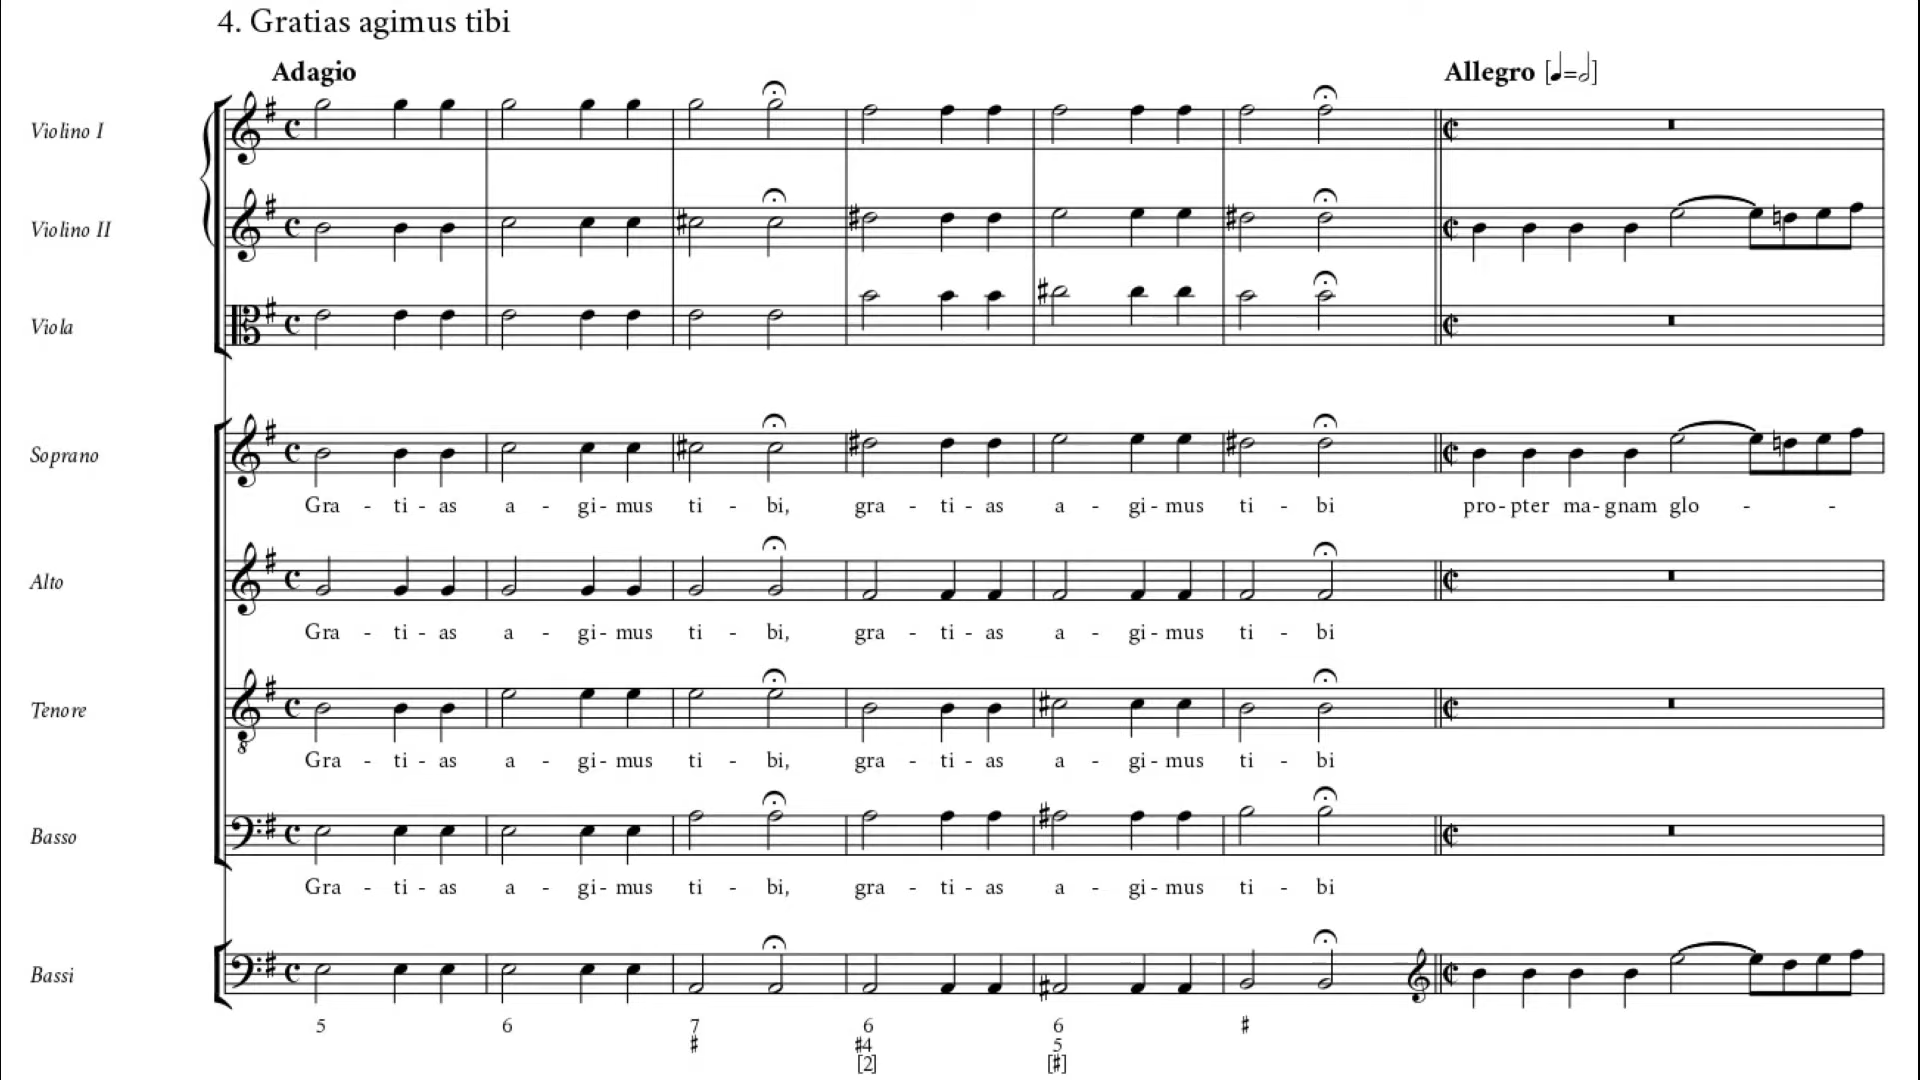 4. Gratias agimus tibi
Adagio
Allegro [♩=𝅗𝅥]
Violino I
Violino II
Viola
Soprano
Gra - ti - as a - gi - mus ti - bi, gra - ti - as a - gi - mus ti - bi pro - pter ma - gnam glo - -
Alto
Gra - ti - as a - gi - mus ti - bi, gra - ti - as a - gi - mus ti - bi
Tenore
8
Gra - ti - as a - gi - mus ti - bi, gra - ti - as a - gi - mus ti - bi
Basso
Gra - ti - as a - gi - mus ti - bi, gra - ti - as a - gi - mus ti - bi
Bassi
5 6 7 6 6 ♯
♯ ♯4 5
[2] [♯]